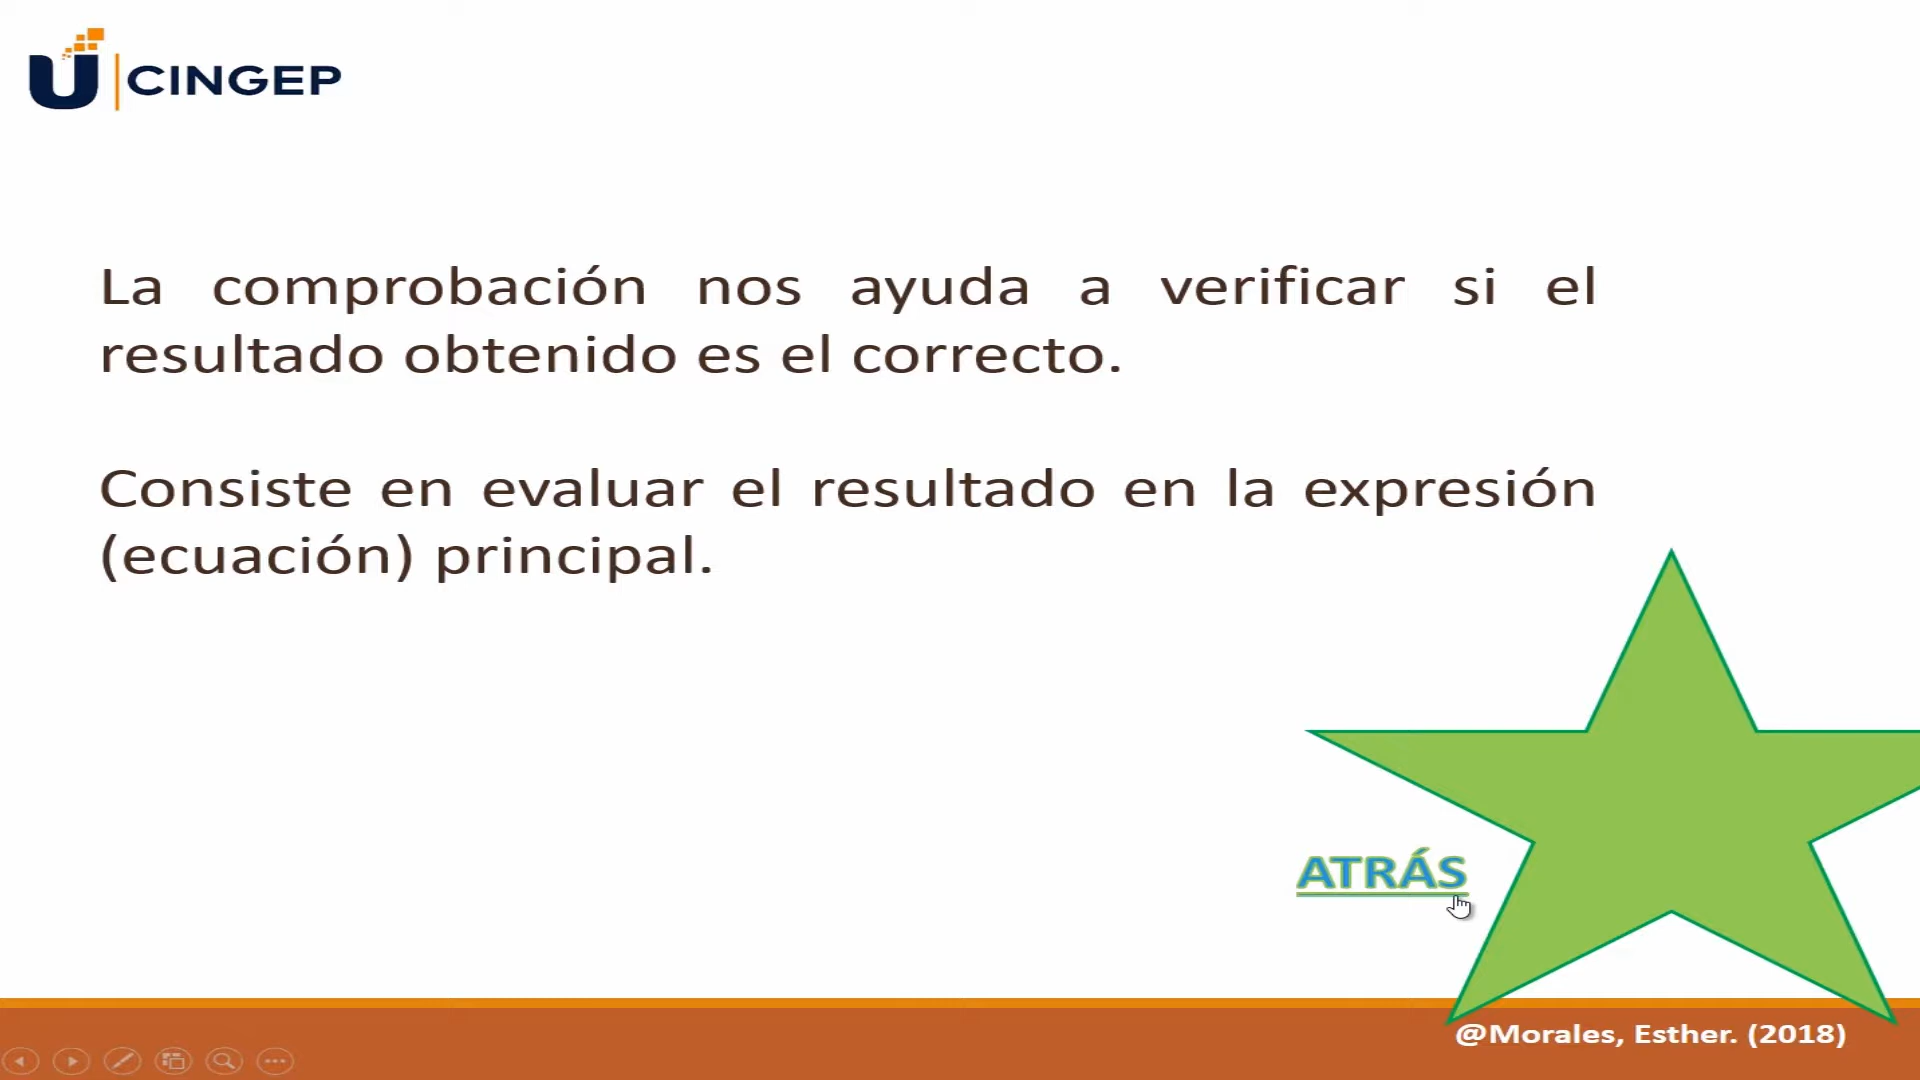 U CINGEP
La comprobación nos ayuda a verificar si el
resultado obtenido es el correcto.
Consiste en evaluar el resultado en la expresión
(ecuación) principal.
ATRÁS
@Morales, Esther. (2018)